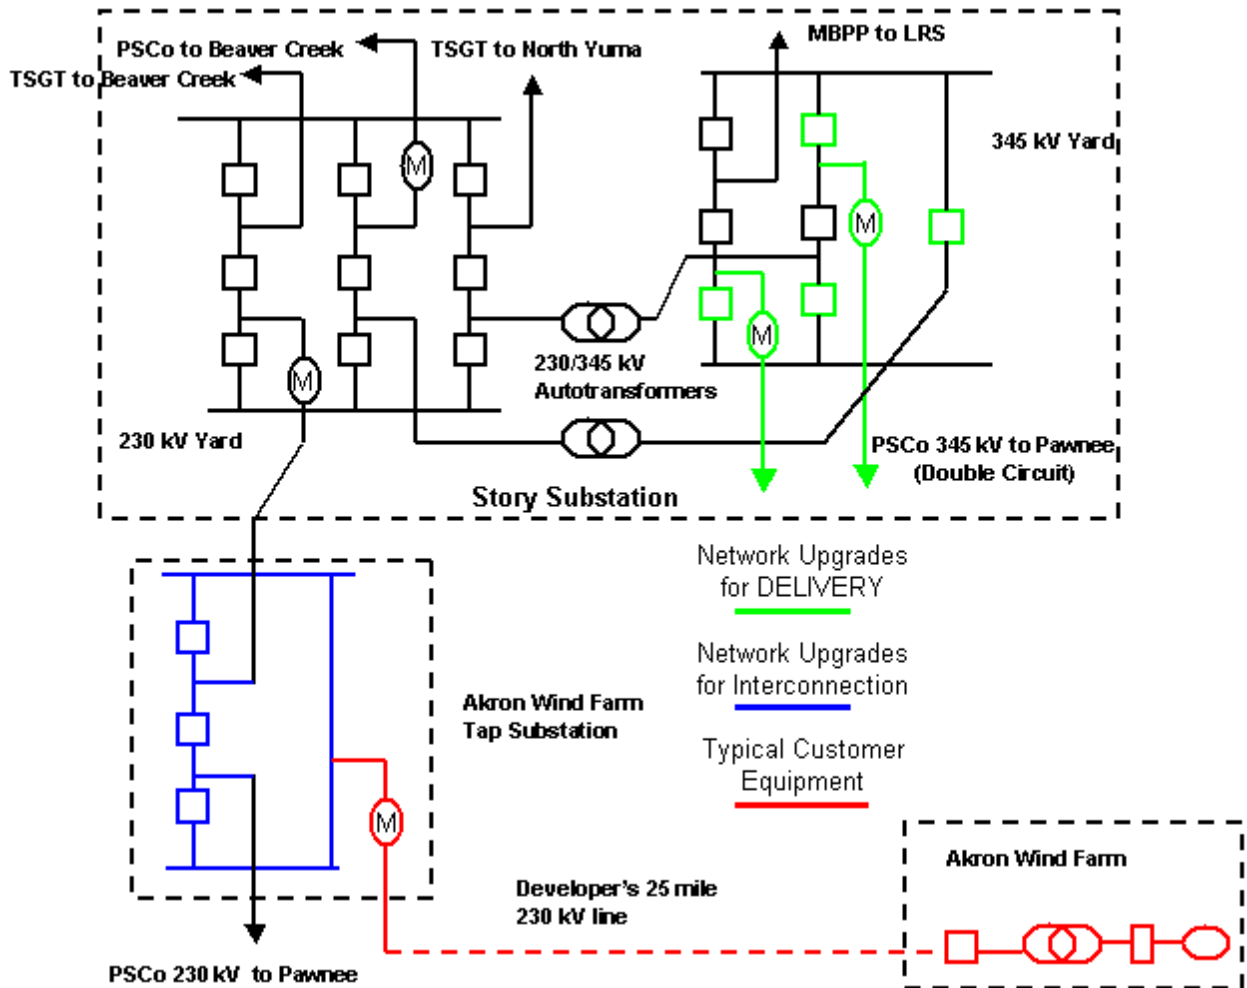 PSCo to Beaver Creek
TSGT to North Yuma
MBPP to LRS
TSGT to Beaver Creek
M
345 kV Yard
M
M
M
230/345 kV
Autotransformers
M
230 kV Yard
PSCo 345 kV to Pawnee
(Double Circuit)
Story Substation
Network Upgrades
for DELIVERY
Network Upgrades
for Interconnection
Akron Wind Farm
Tap Substation
Typical Customer
Equipment
M
Akron Wind Farm
Developer's 25 mile
230 kV line
PSCo 230 kV to Pawnee